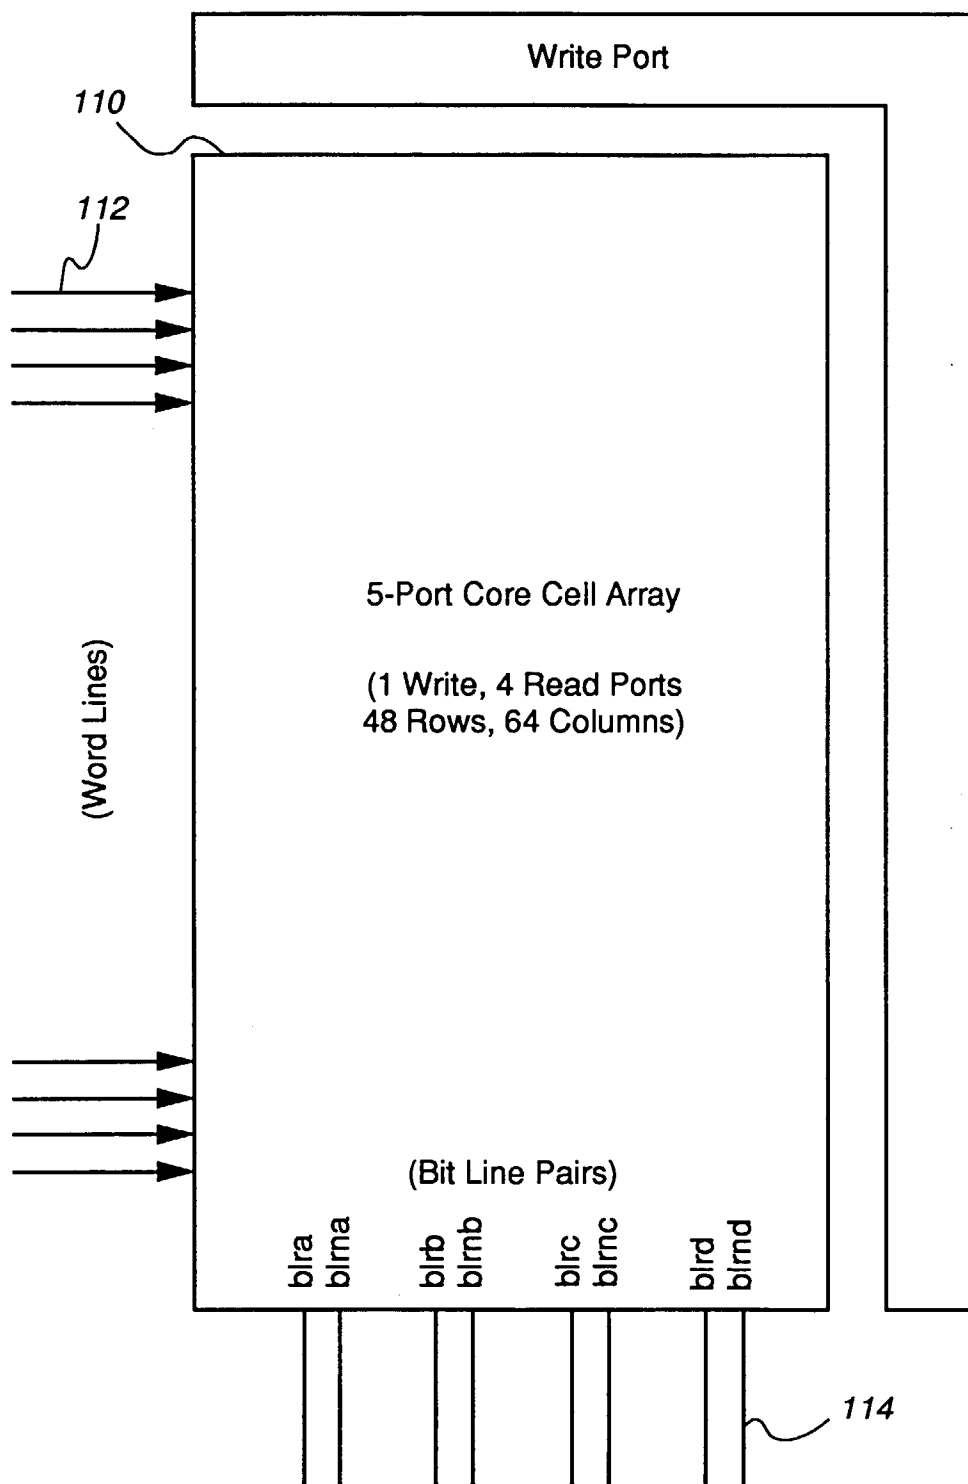 Write Port
110
112
5-Port Core Cell Array
(1 Write, 4 Read Ports
48 Rows, 64 Columns)
(Word Lines)
(Bit Line Pairs)
blra
blrna
blrb
blrnb
blrc
blrnc
blrd
blrnd
114